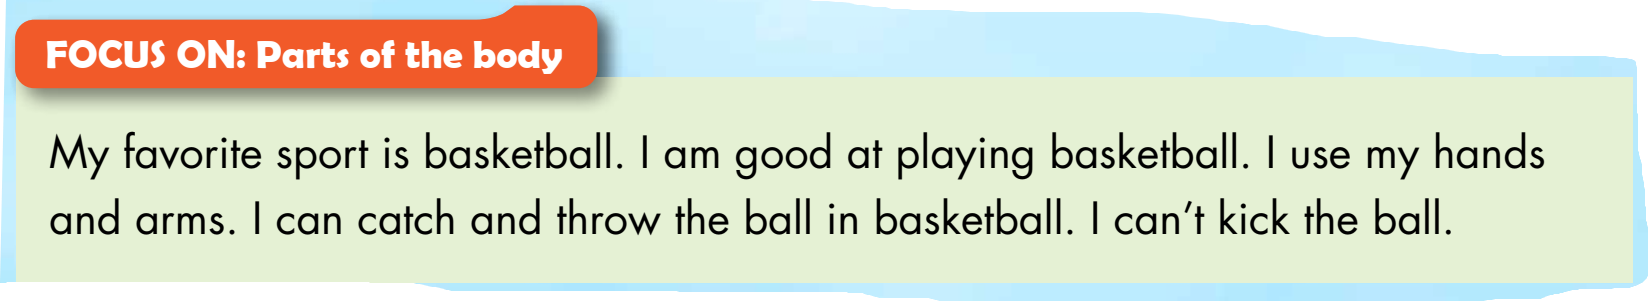 FOCUS ON: Parts of the body
My favorite sport is basketball. I am good at playing basketball. I use my hands
and arms. I can catch and throw the ball in basketball. I can’t kick the ball.